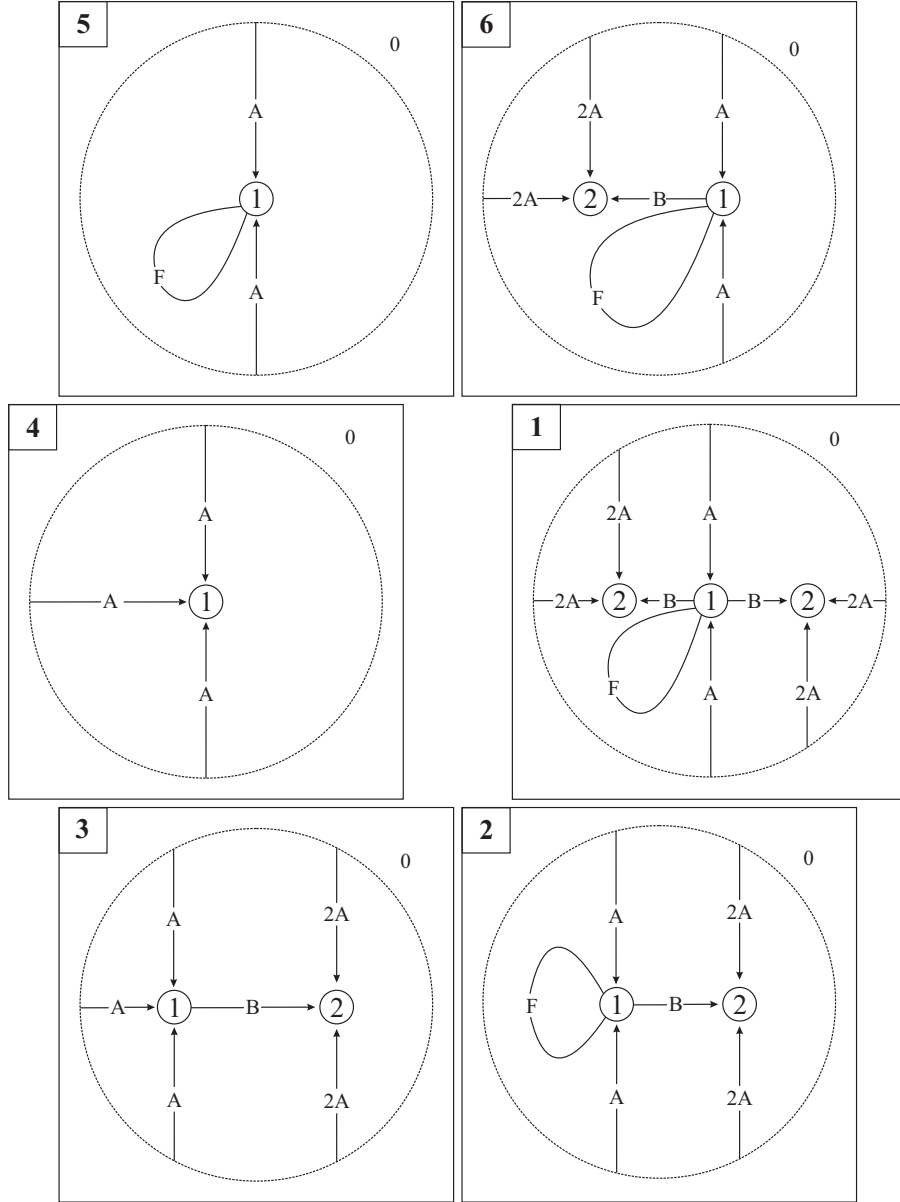 5 6
0 0
A 2A A
1 2A 2 B 1
F A F A
4 1
0 0
A 2A A
A 1 2A 2 B 1 B 2 2A
A F A 2A
3 2
0 0
A 2A A 2A
A 1 B 2 F 1 B 2
A 2A A 2A